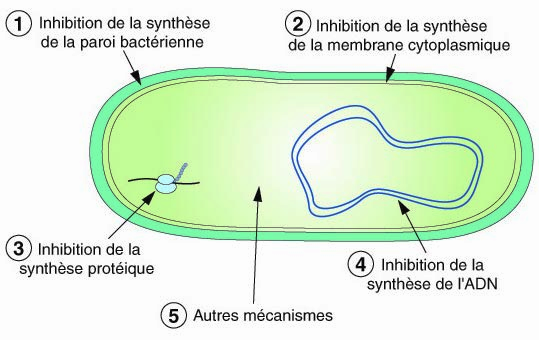 1 Inhibition de la synthèse
de la paroi bactérienne
2 Inhibition de la synthèse
de la membrane cytoplasmique
3 Inhibition de la
synthèse protéique
4 Inhibition de la
synthèse de l'ADN
5 Autres mécanismes